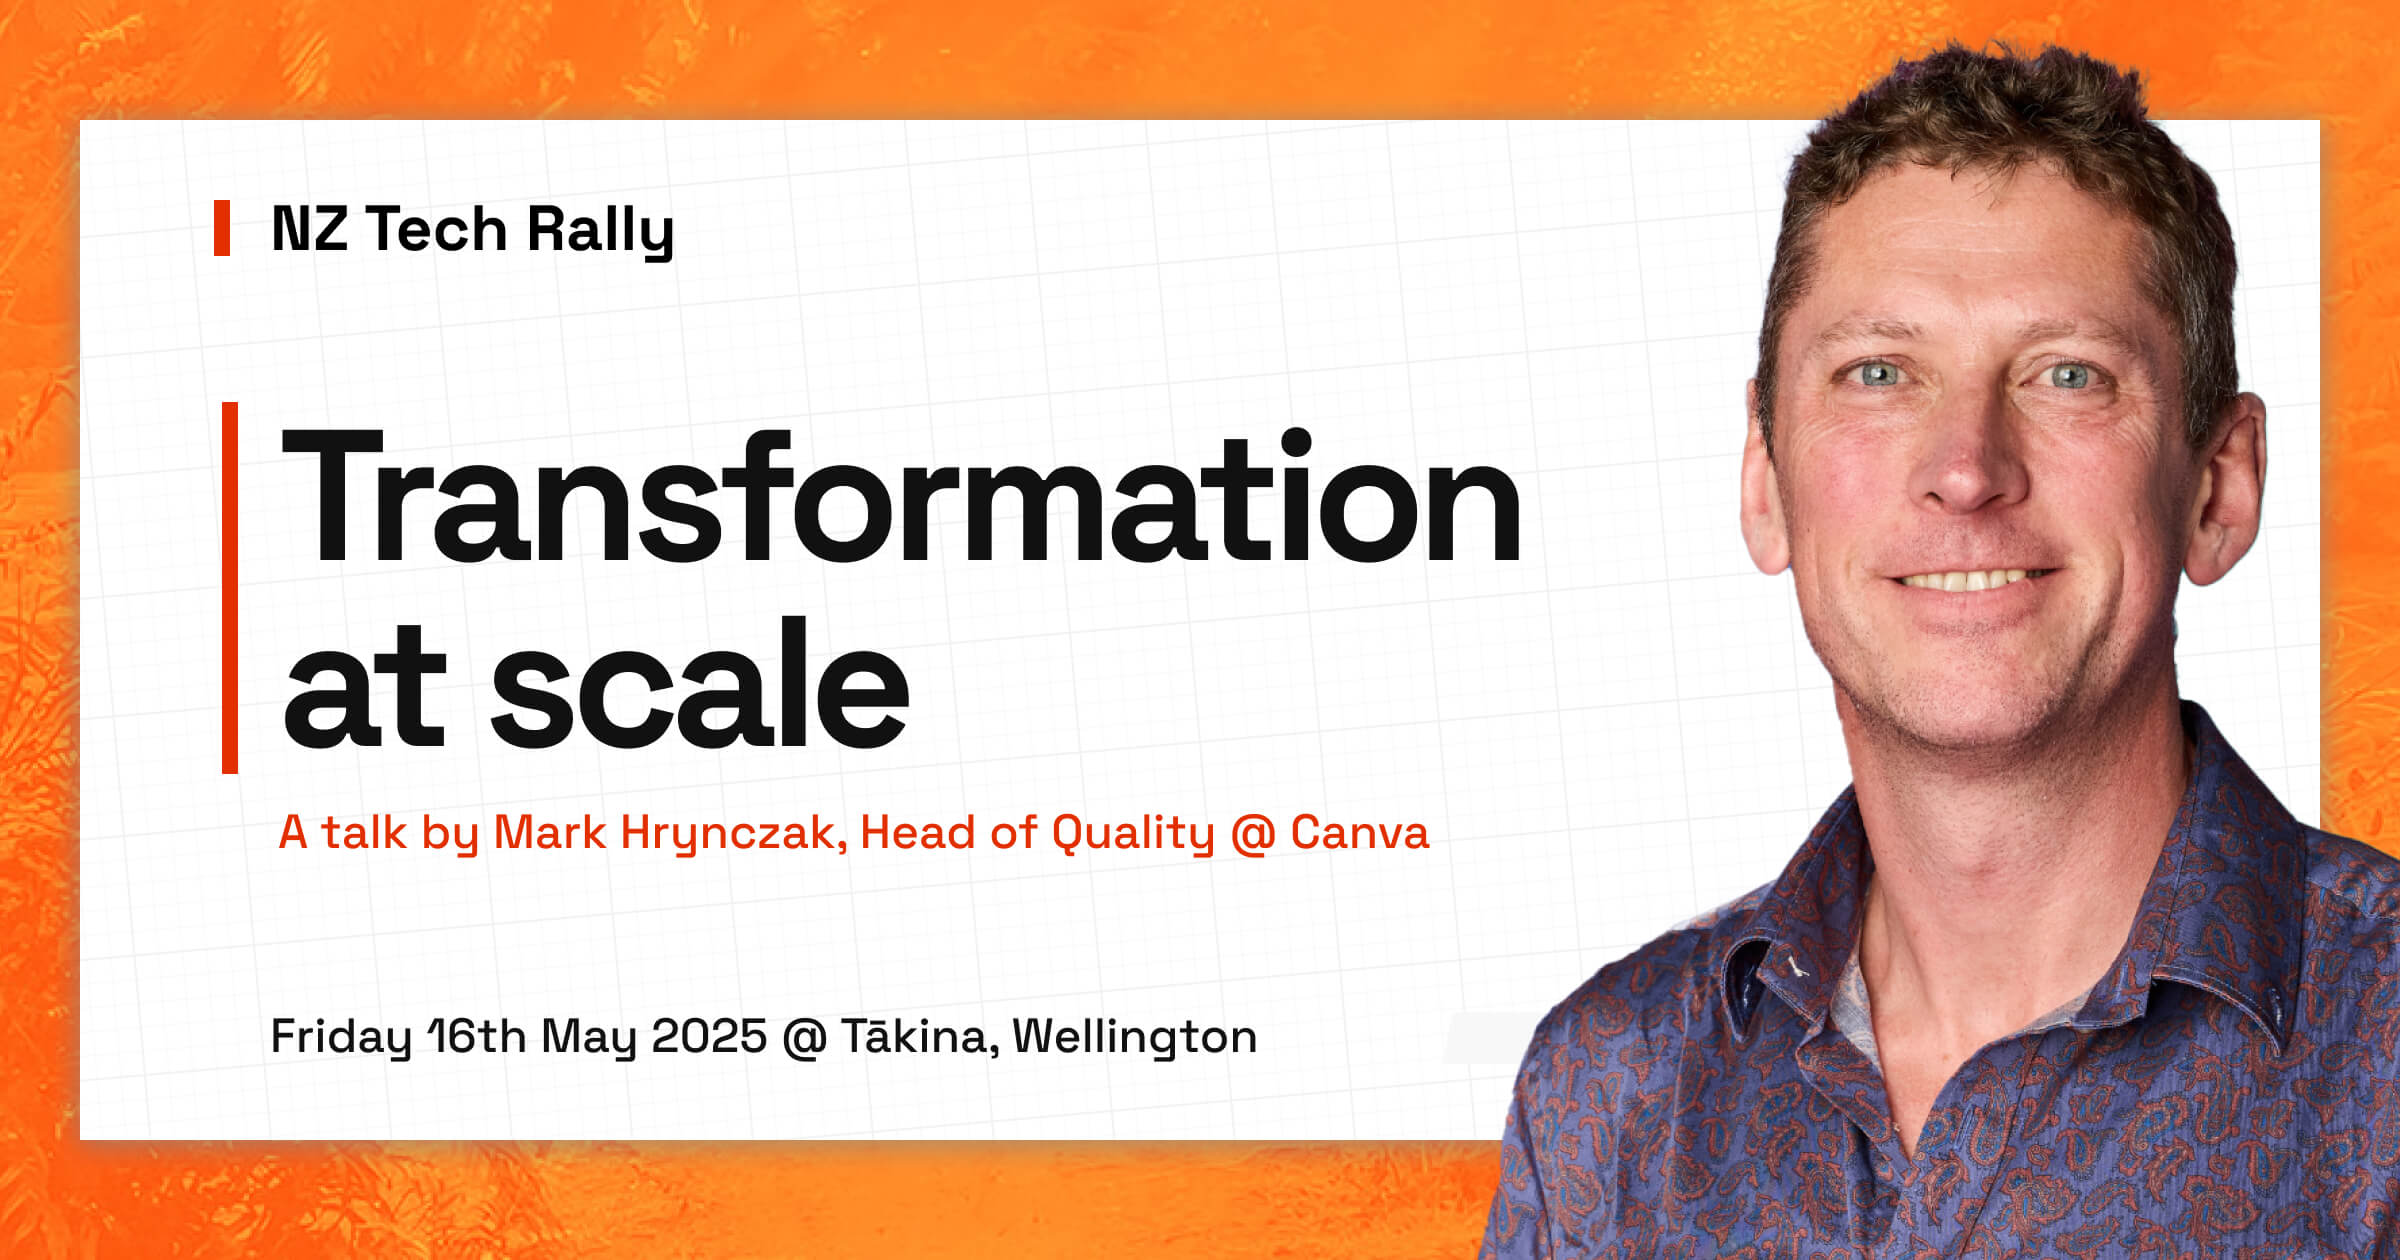 NZ Tech Rally
Transformation
at scale
A talk by Mark Hrynczak, Head of Quality @ Canva
Friday 16th May 2025 @ Tākina, Wellington